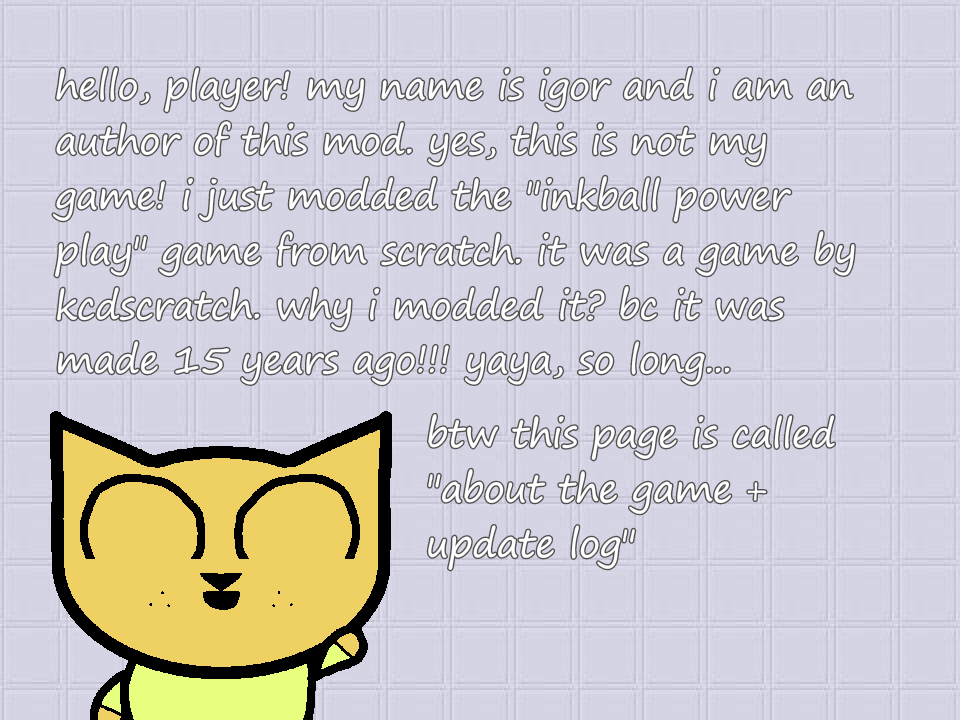 hello, player! my name is igor and i am an
author of this mod. yes, this is not my
game! i just modded the "inkball power
play" game from scratch. it was a game by
kcdscratch. why i modded it? bc it was
made 15 years ago!!! yaya, so long...
btw this page is called
"about the game +
update log"